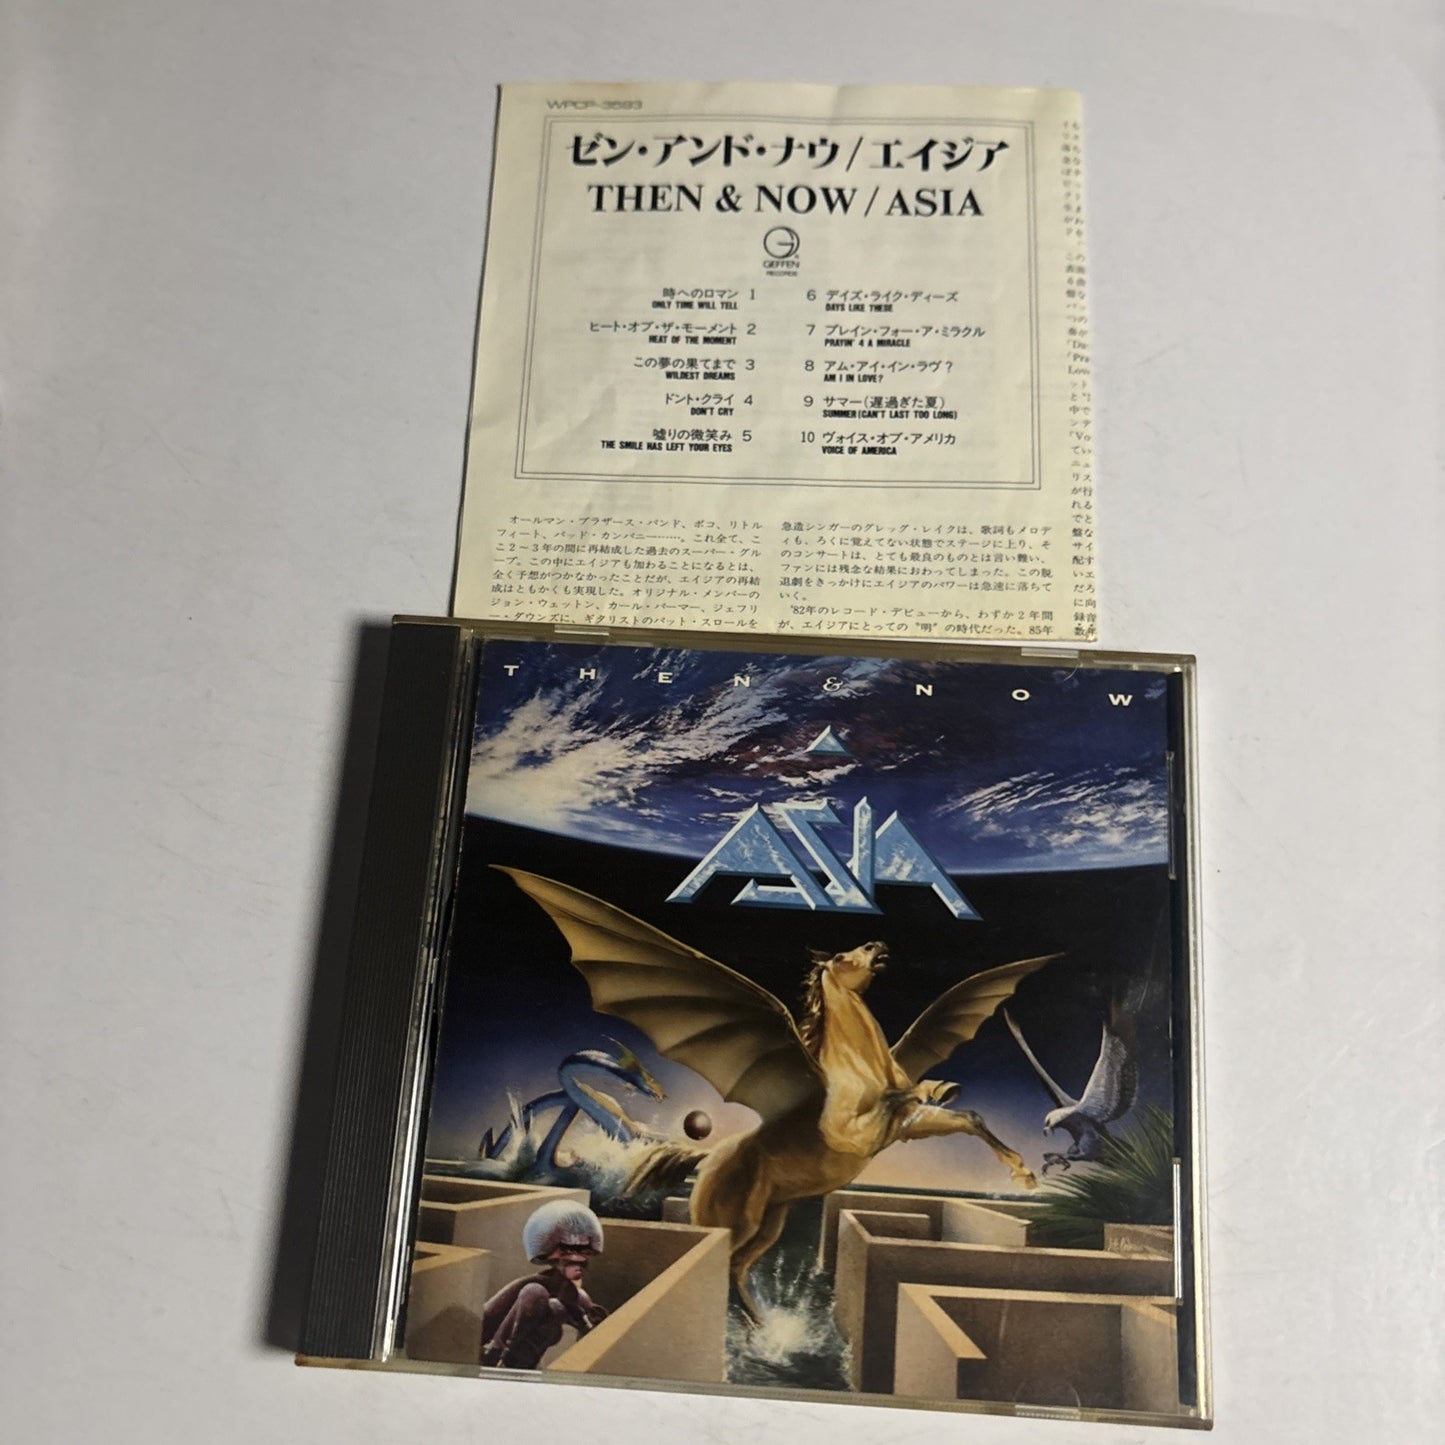 WPCP-3693
ゼン・アンド・ナウ/エイジア
THEN & NOW / ASIA
GEFFEN
RECORDS
時へのロマン 1
ONLY TIME WILL TELL
ヒート・オブ・ザ・モーメント 2
HEAT OF THE MOMENT
この夢の果てまで 3
WILDEST DREAMS
ドント・クライ 4
DON'T CRY
嘘りの微笑み 5
THE SMILE HAS LEFT YOUR EYES
6 デイズ・ライク・ディーズ
DAYS LIKE THESE
7 プレイン・フォー・ア・ミラクル
PRAYIN' 4 A MIRACLE
8 アム・アイ・イン・ラヴ?
AM I IN LOVE?
9 サマー(遅過ぎた夏)
SUMMER (CAN'T LAST TOO LONG)
10 ヴォイス・オブ・アメリカ
VOICE OF AMERICA
オールマン・ブラザース・バンド、ポコ、リトル
フィート、バッド・カンパニー……。これ全て、こ
こ2〜3年の間に再結成した過去のスーパー・グル
ープ。この中にエイジアも加わることになるとは、
全く予想がつかなかったことだが、エイジアの再結
成はともかくも実現した。オリジナル・メンバーの
ジョン・ウェットン、カール・パーマー、ジェフリ
ー・ダウンズに、ギタリストのパット・スロールを
急造シンガーのグレッグ・レイクは、歌詞もメロデ
ィも、ろくに覚えてない状態でステージに上り、そ
のコンサートは、とても最良のものとは言い難い、
ファンには残念な結果におわってしまった。この脱
退劇をきっかけにエイジアのパワーは急速に落ちて
いく。
'82年のレコード・デビューから、わずか2年間
が、エイジアにとっての"明"の時代だった。85年
THEN & NOW
ASIA